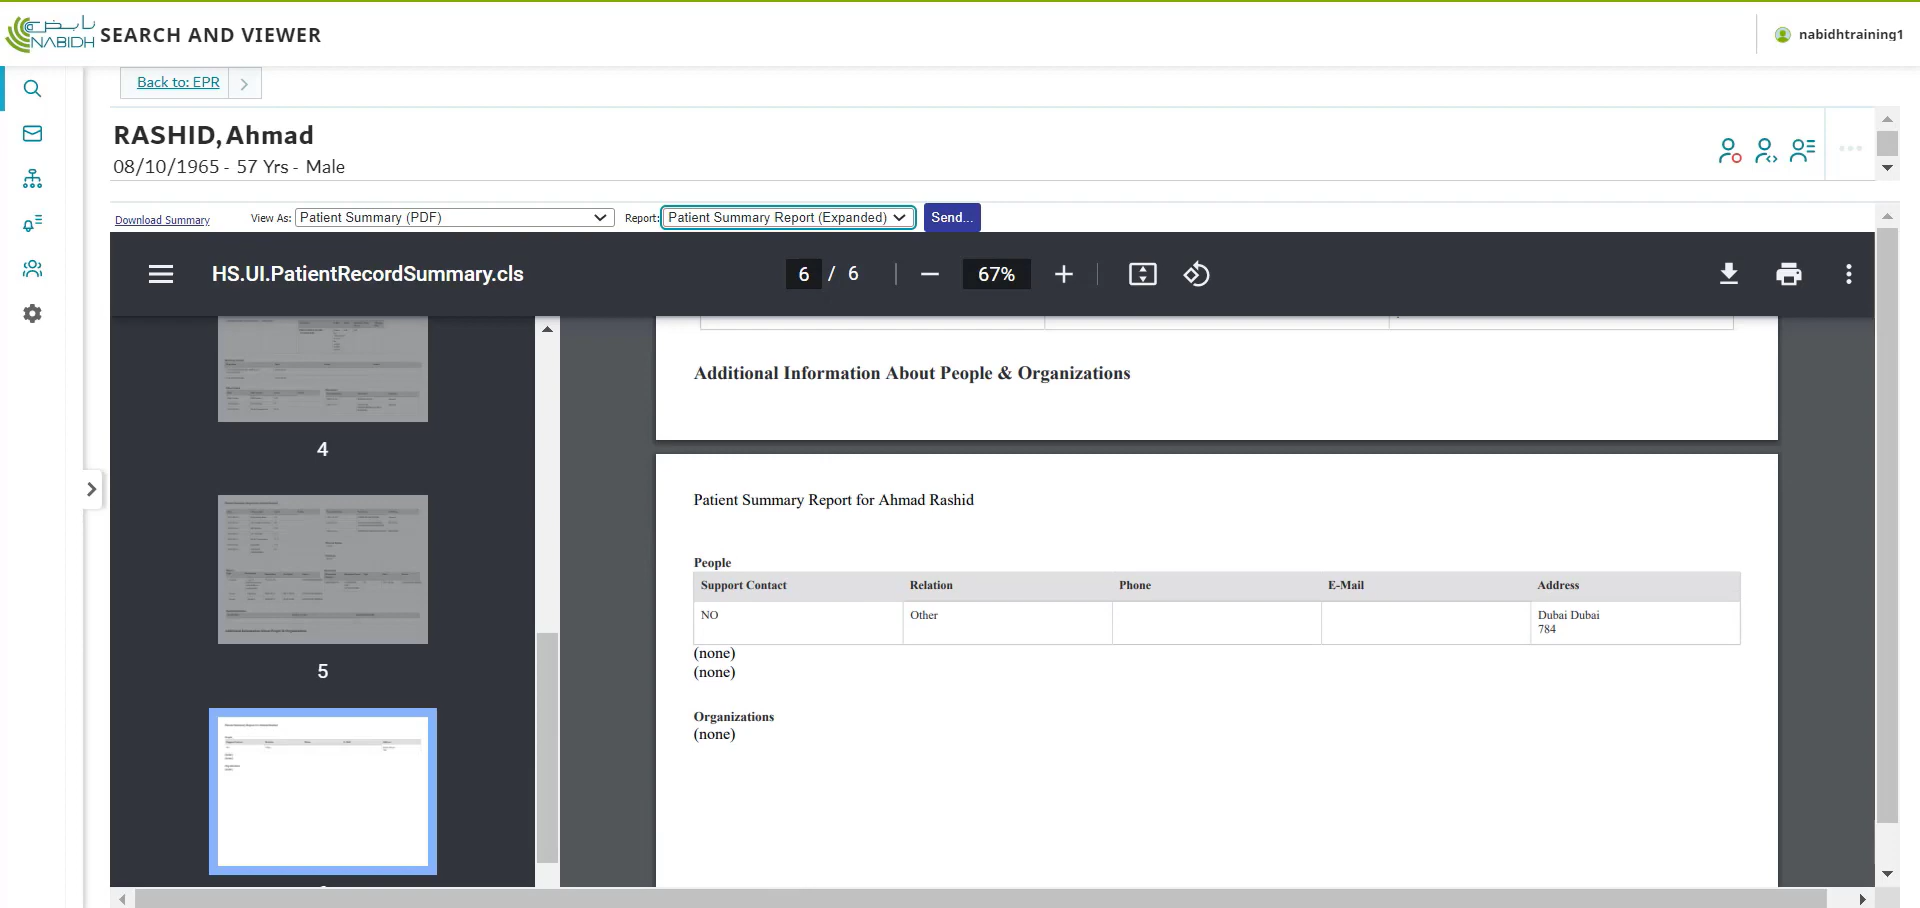 نابض
NABIDH
SEARCH AND VIEWER
nabidhtraining1
Back to: EPR
RASHID, Ahmad
08/10/1965 - 57 Yrs - Male
Download Summary View As: Patient Summary (PDF) Report: Patient Summary Report (Expanded) Send...
HS.UI.PatientRecordSummary.cls 6 / 6 67%
4
5
Additional Information About People & Organizations
Patient Summary Report for Ahmad Rashid
People
Support Contact Relation Phone E-Mail Address
NO Other Dubai Dubai
784
(none)
(none)
Organizations
(none)